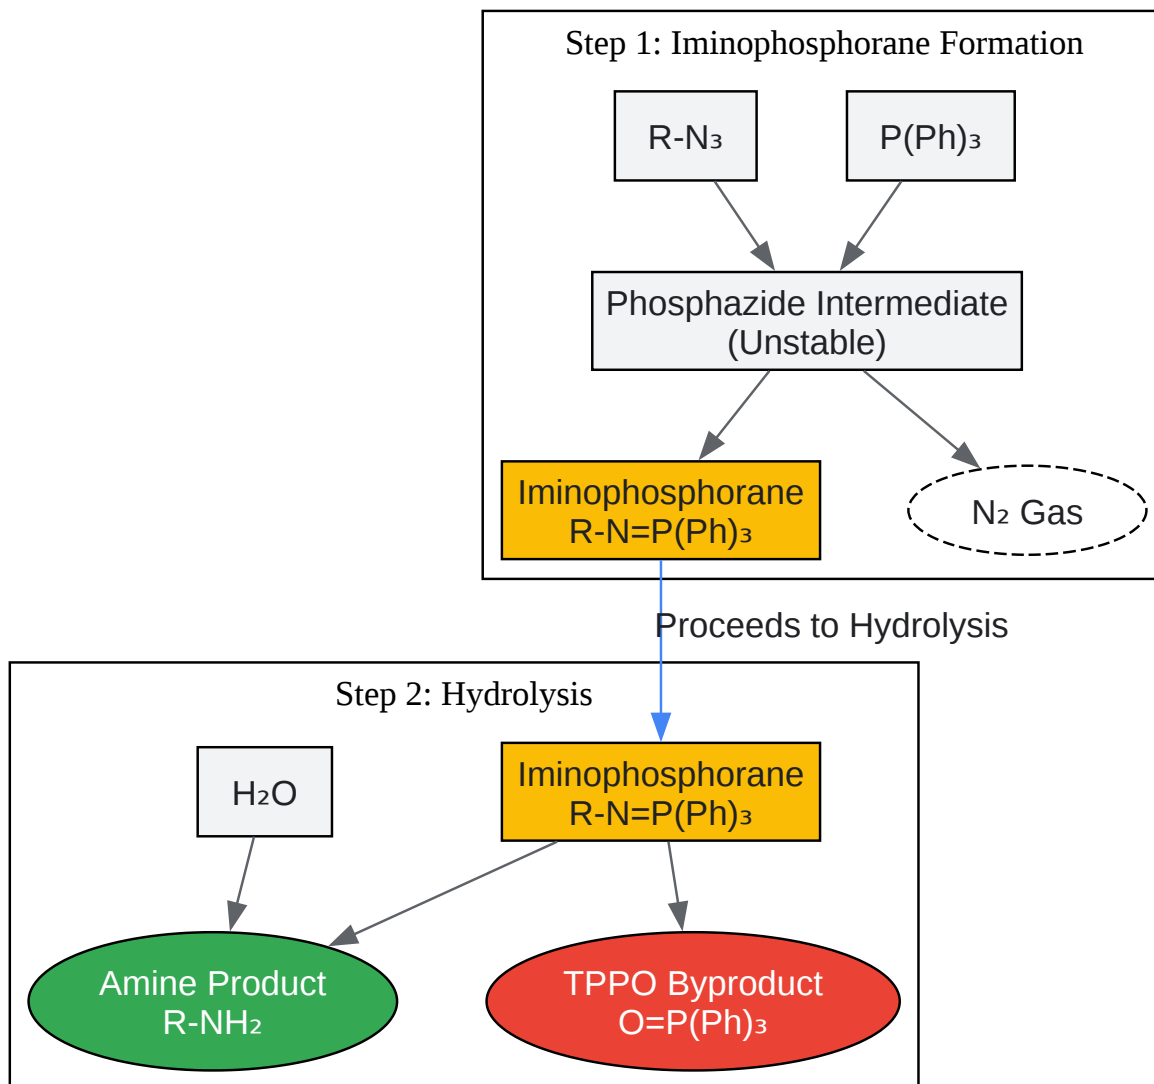 Step 1: Iminophosphorane Formation
R-N₃
P(Ph)₃
Phosphazide Intermediate
(Unstable)
Iminophosphorane
R-N=P(Ph)₃
N₂ Gas
Proceeds to Hydrolysis
Step 2: Hydrolysis
H₂O
Iminophosphorane
R-N=P(Ph)₃
Amine Product
R-NH₂
TPPO Byproduct
O=P(Ph)₃